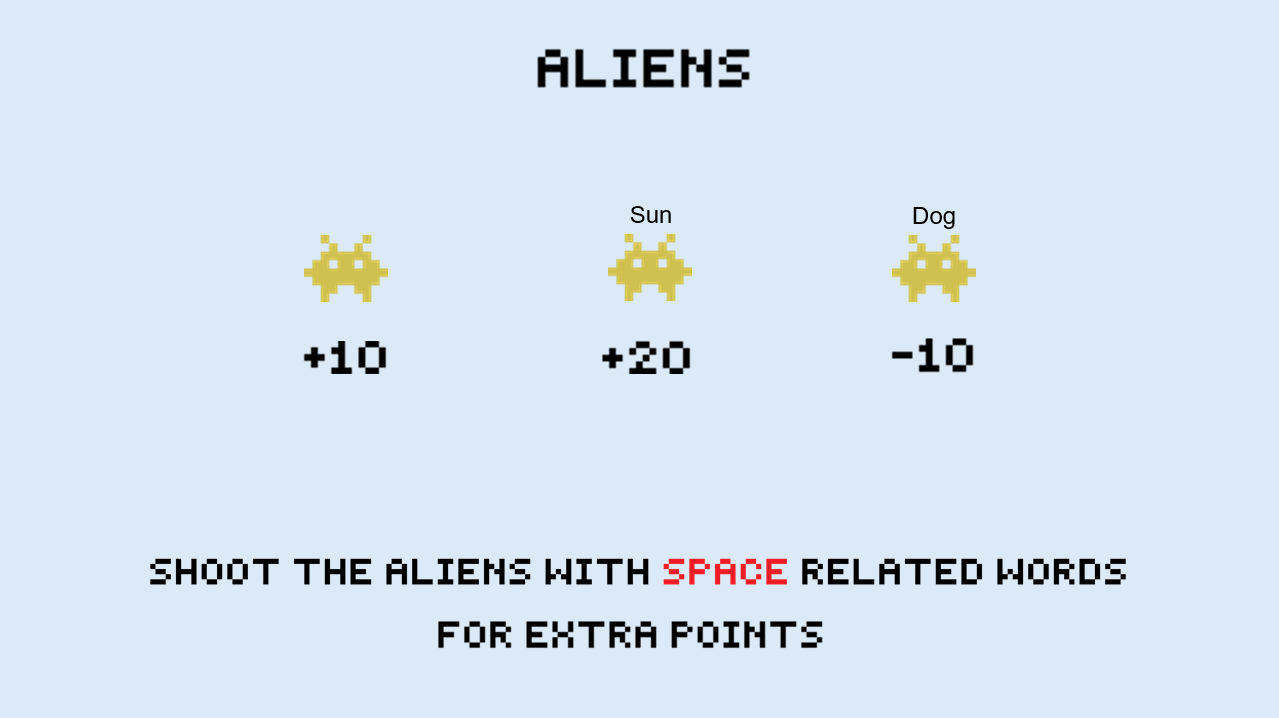 ALIENS
Sun
Dog
+10
+20
-10
SHOOT THE ALIENS WITH SPACE RELATED WORDS
FOR EXTRA POINTS